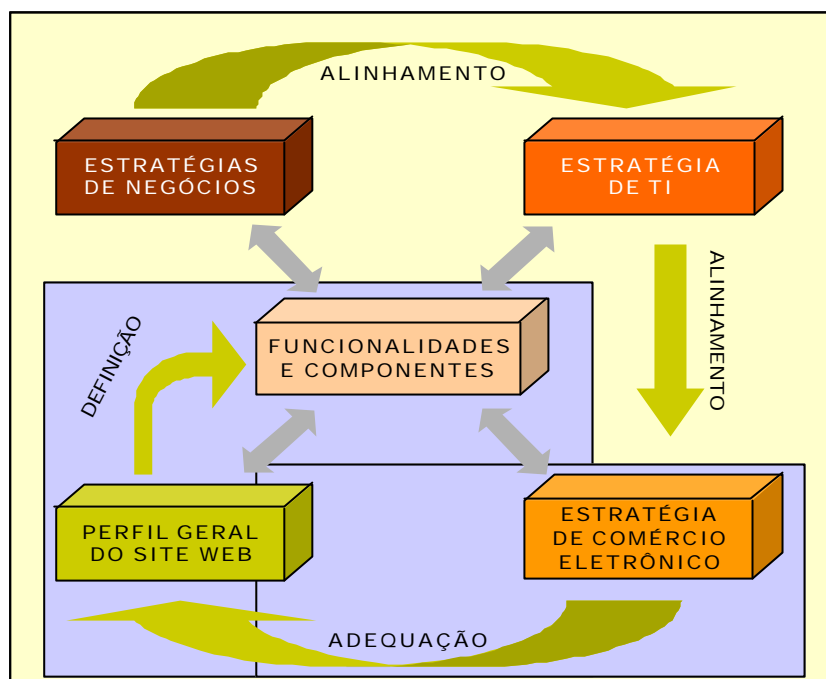 ALINHAMENTO
ESTRATÉGIAS
DE NEGÓCIOS
ESTRATÉGIA
DE TI
ALINHAMENTO
DEFINIÇÃO
FUNCIONALIDADES
E COMPONENTES
PERFIL GERAL
DO SITE WEB
ESTRATÉGIA
DE COMÉRCIO
ELETRÔNICO
ADEQUAÇÃO